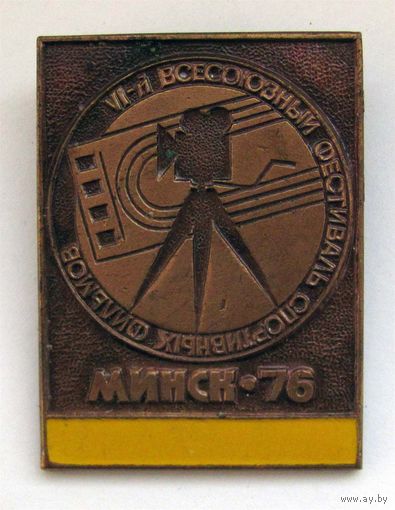 VII-й ВСЕСОЮЗНЫЙ ФЕСТИВАЛЬ СПОРТИВНЫХ ФИЛЬМОВ
МИНСК·76
www.ay.by